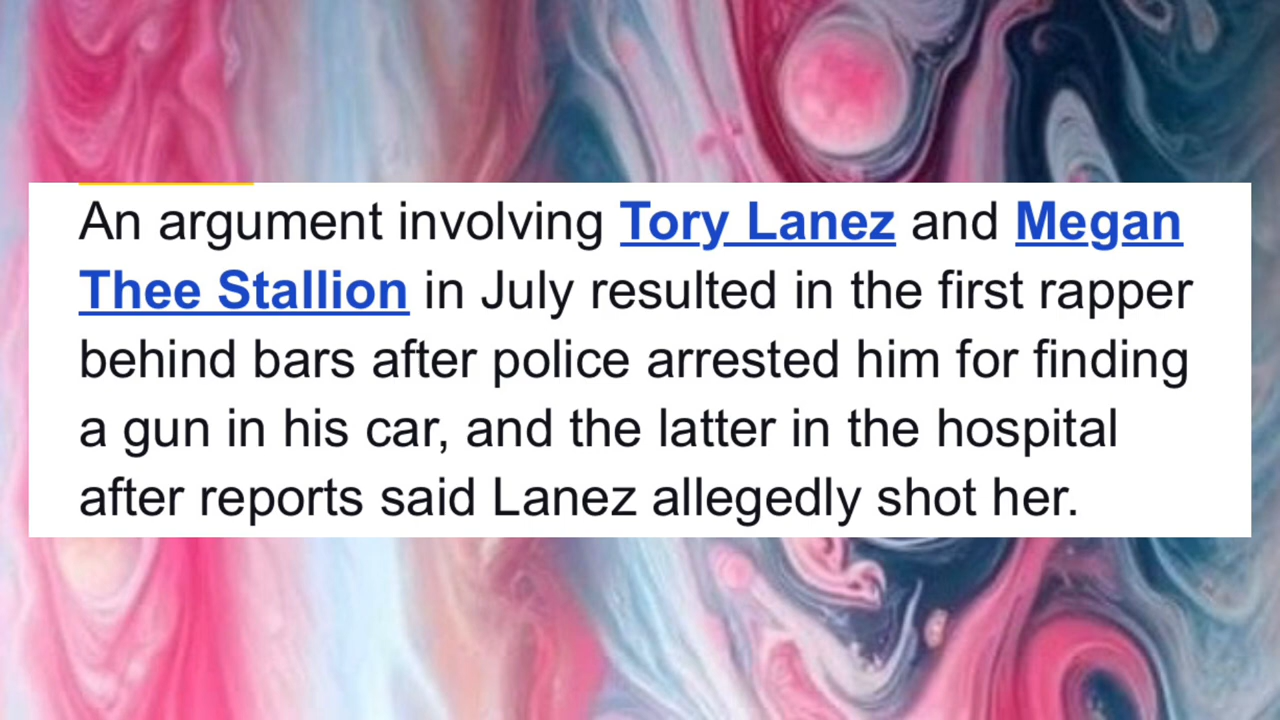 An argument involving Tory Lanez and Megan
Thee Stallion in July resulted in the first rapper
behind bars after police arrested him for finding
a gun in his car, and the latter in the hospital
after reports said Lanez allegedly shot her.